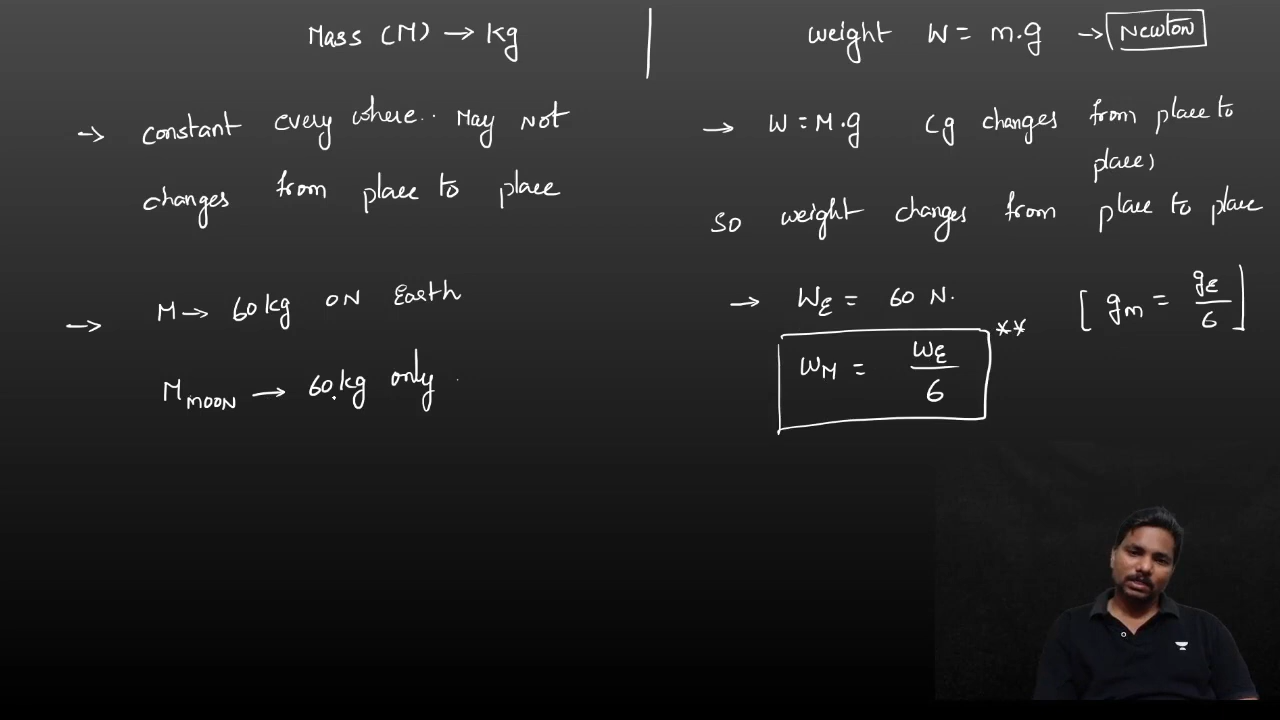 Mass (M) → kg
constant every where.. May not
changes from place to place
M → 60 kg ON Earth
M MOON → 60.kg only
weight W = m.g → Newton
→ W = M.g (g changes from place to
place)
so weight changes from place to place
→ WE = 60 N. [gm = gE/6]
WM = WE/6 **